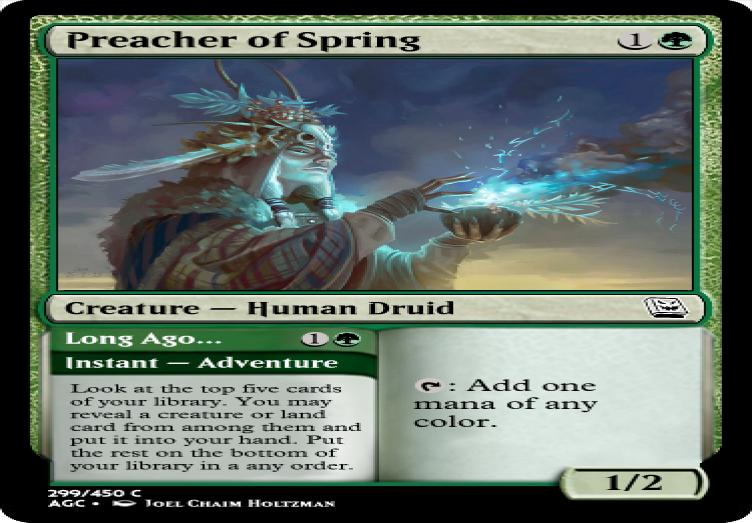 Preacher of Spring 1
Creature — Human Druid
Long Ago... 1
Instant — Adventure
Look at the top five cards
of your library. You may
reveal a creature or land
card from among them and
put it into your hand. Put
the rest on the bottom of
your library in a any order.
: Add one
mana of any
color.
1/2
299/450 C
AGC • Joel Chaim Holtzman